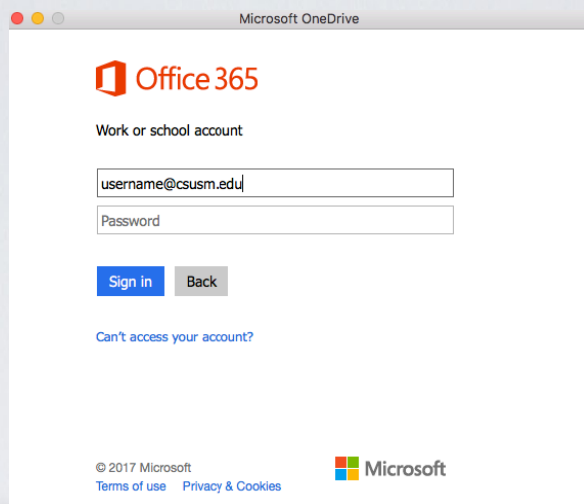 Microsoft OneDrive
Office 365
Work or school account
username@csusm.edu
Password
Sign in Back
Can't access your account?
© 2017 Microsoft
Terms of use Privacy & Cookies
Microsoft